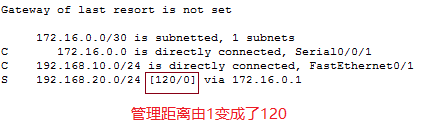 Gateway of last resort is not set
172.16.0.0/30 is subnetted, 1 subnets
C 172.16.0.0 is directly connected, Serial0/0/1
C 192.168.10.0/24 is directly connected, FastEthernet0/1
S 192.168.20.0/24 [120/0] via 172.16.0.1
管理距离由1变成了120